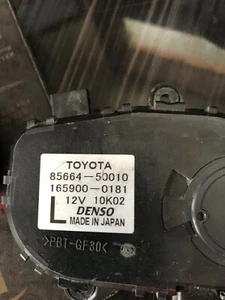 TOYOTA
85664-50010
165900-0181
L 12V 10K02
DENSO
MADE IN JAPAN
>PBT-GF30<